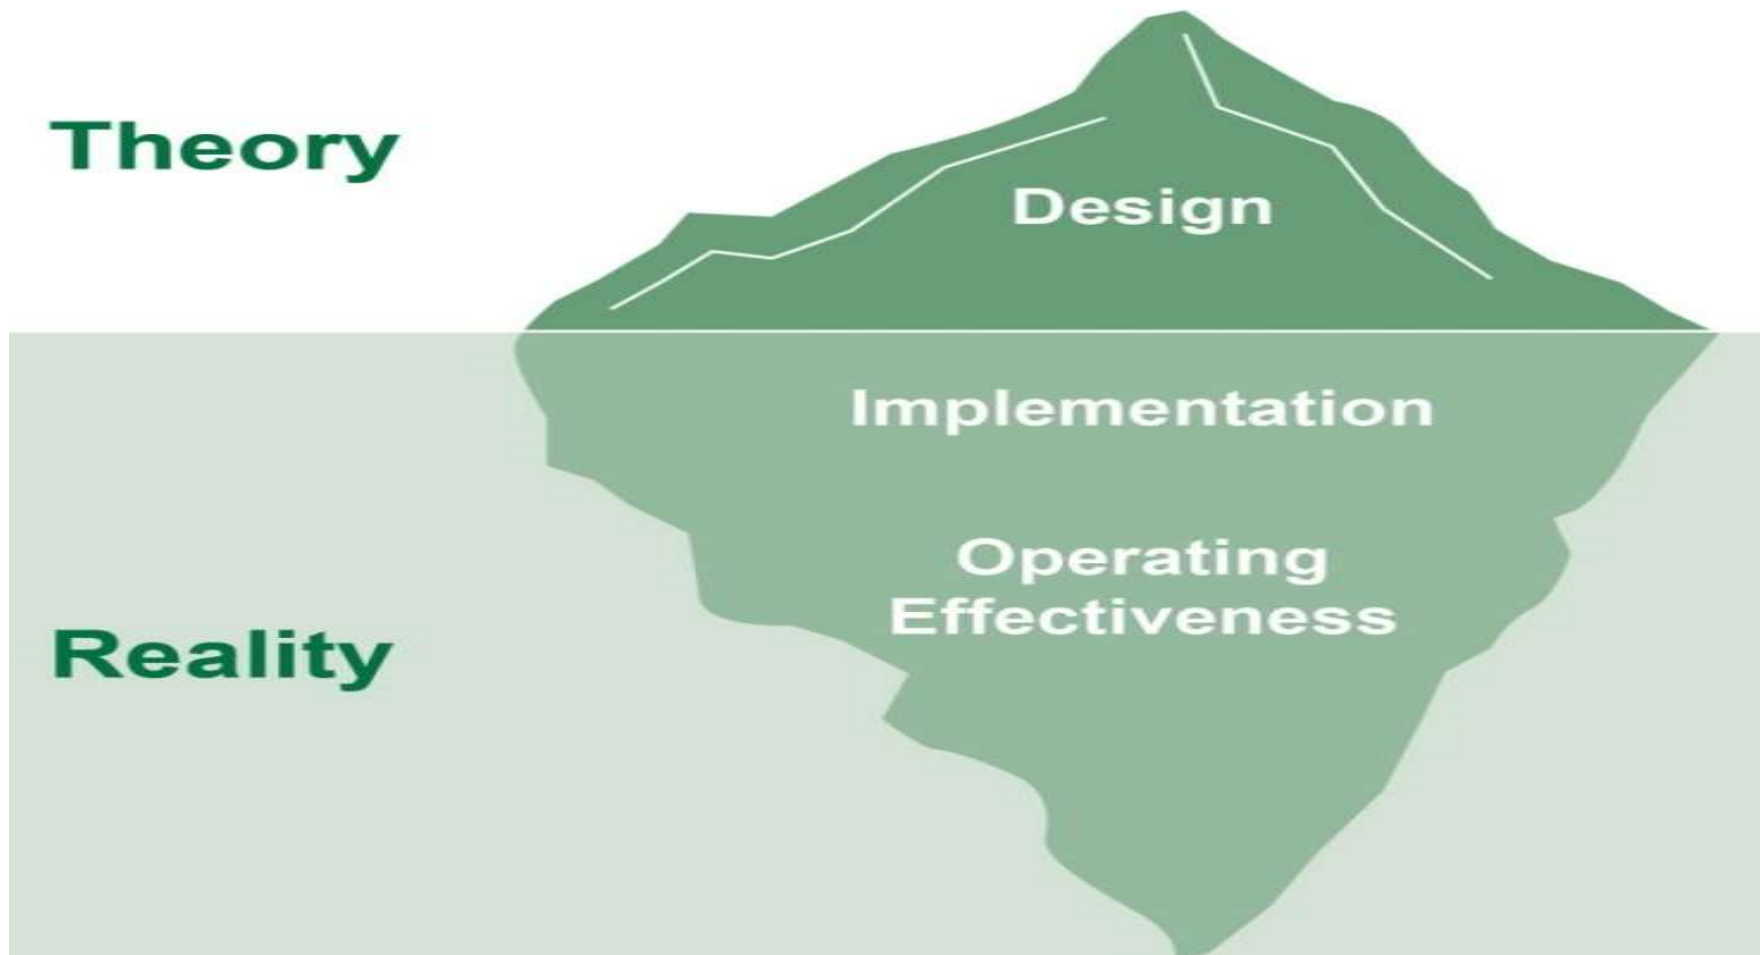 Theory
Design
Implementation
Operating
Effectiveness
Reality